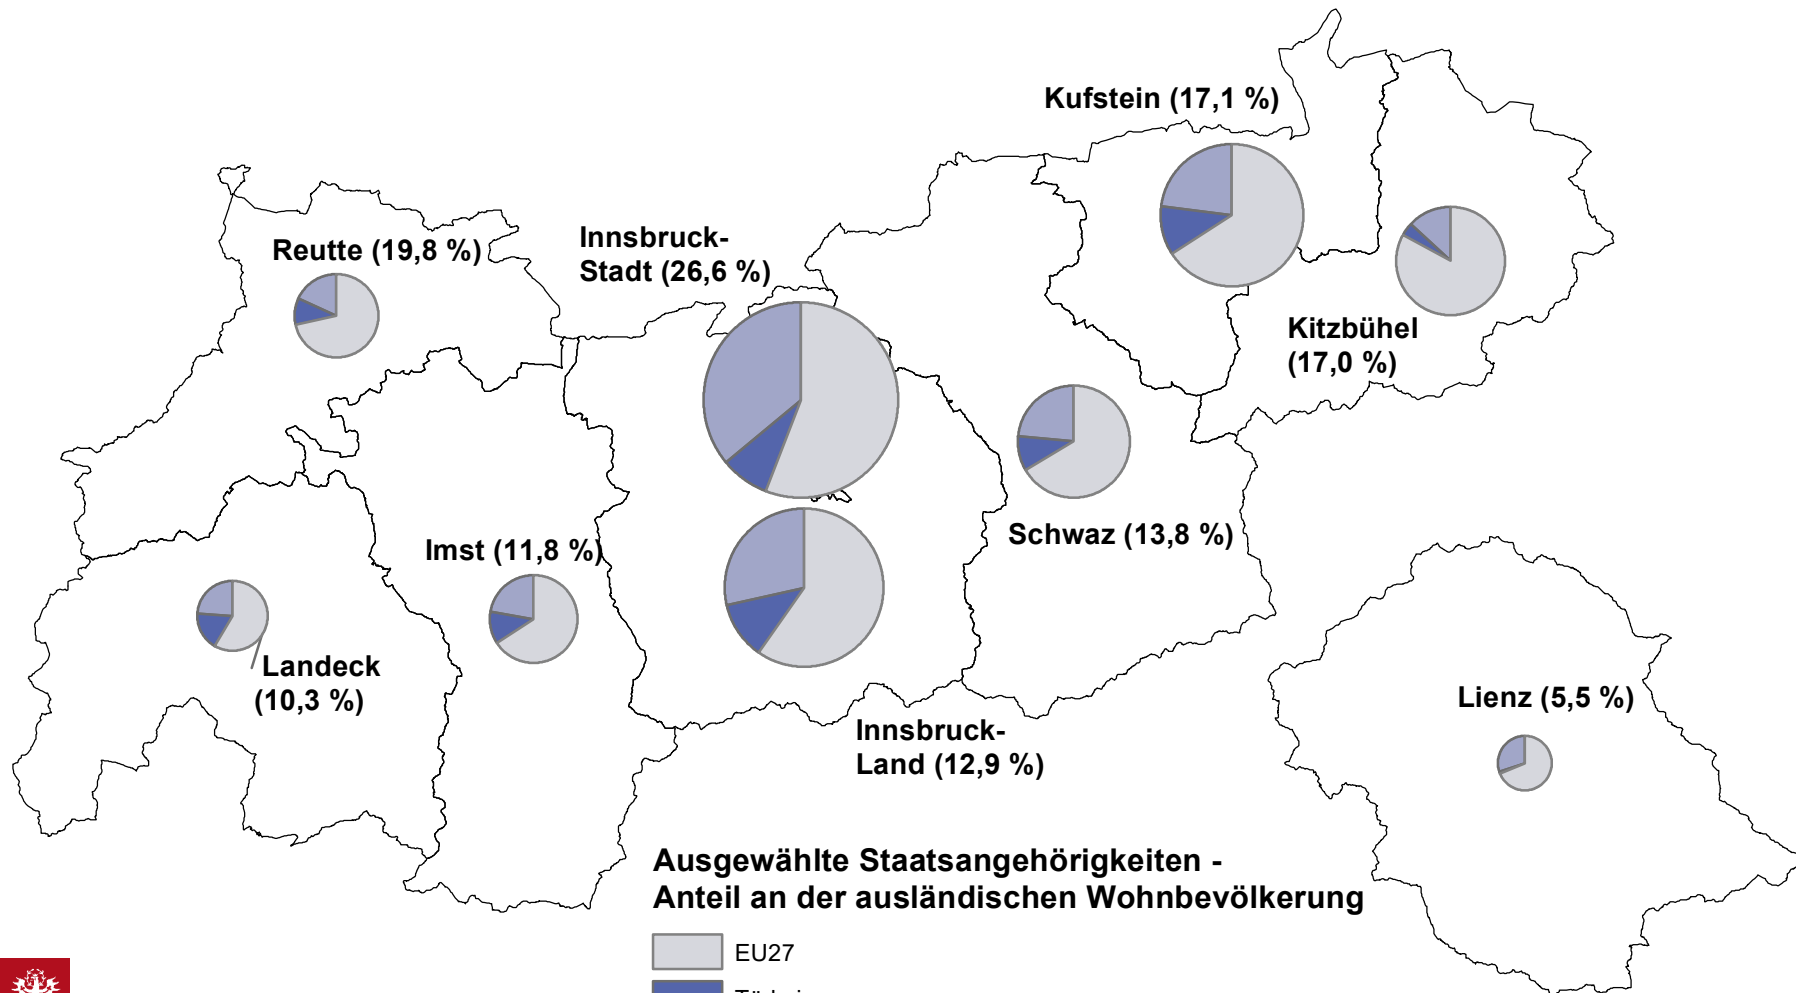 Kufstein (17,1 %)
Reutte (19,8 %)
Innsbruck-
Stadt (26,6 %)
Kitzbühel
(17,0 %)
Schwaz (13,8 %)
Imst (11,8 %)
Landeck
(10,3 %)
Lienz (5,5 %)
Innsbruck-
Land (12,9 %)
Ausgewählte Staatsangehörigkeiten -
Anteil an der ausländischen Wohnbevölkerung
EU27